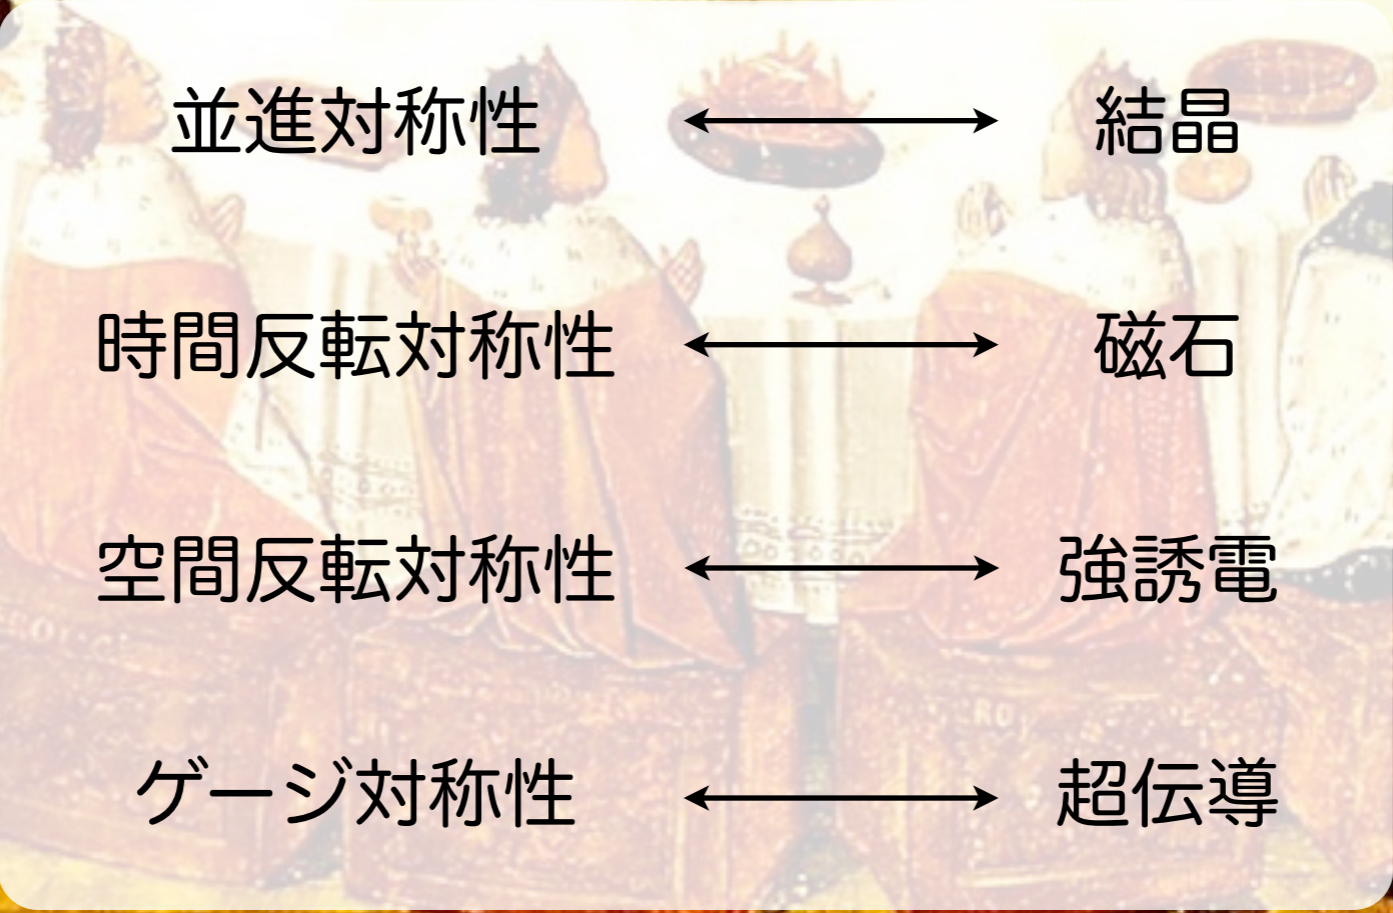 並進対称性 ⟷ 結晶
時間反転対称性 ⟷ 磁石
空間反転対称性 ⟷ 強誘電
ゲージ対称性 ⟷ 超伝導